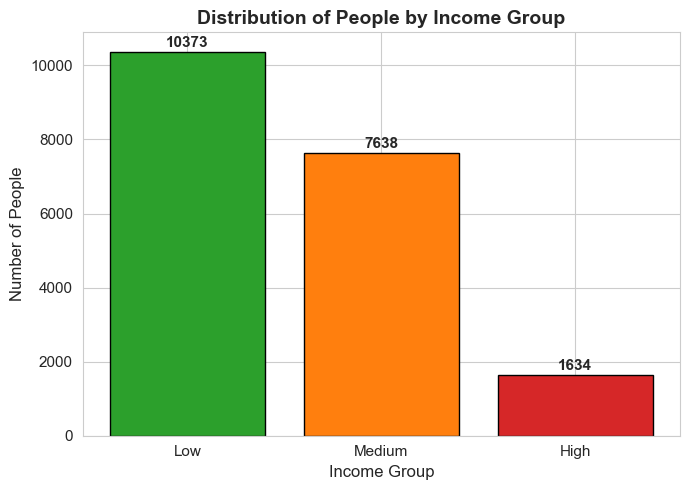 Distribution of People by Income Group
10373
10000
8000
7638
6000
4000
2000
1634
0
Number of People
Low Medium High
Income Group